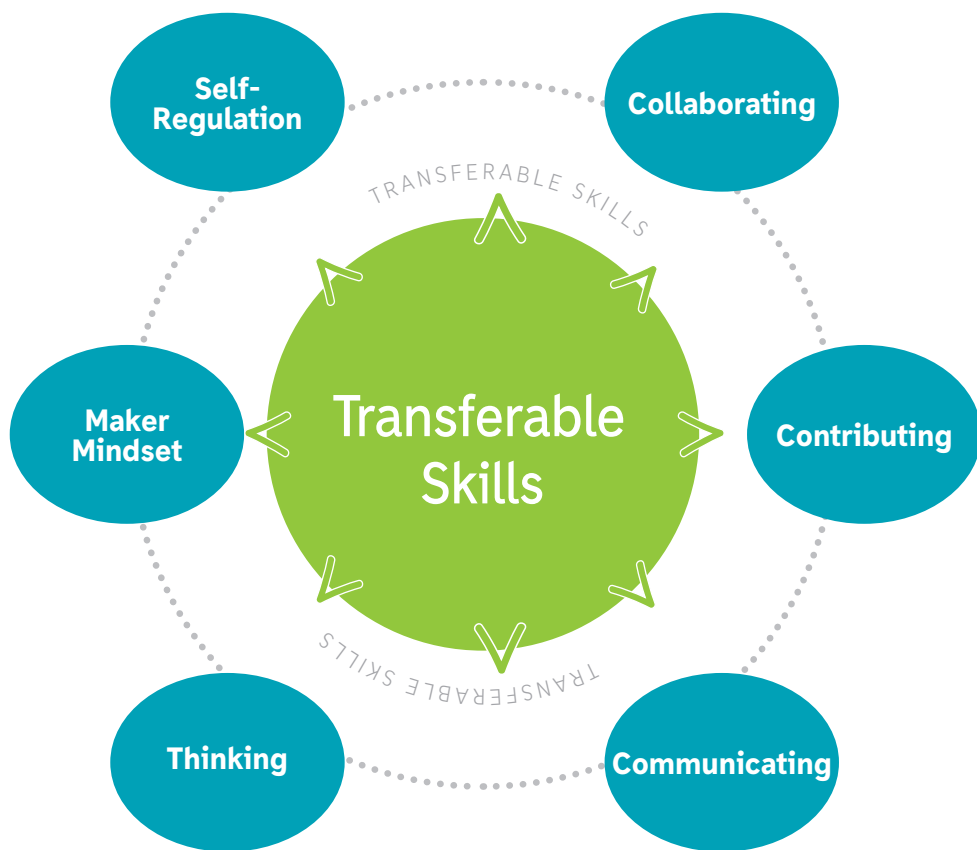 Self-
Regulation
Collaborating
TRANSFERABLE SKILLS
Maker
Mindset
Transferable
Skills
Contributing
TRANSFERABLE SKILLS
Thinking
Communicating